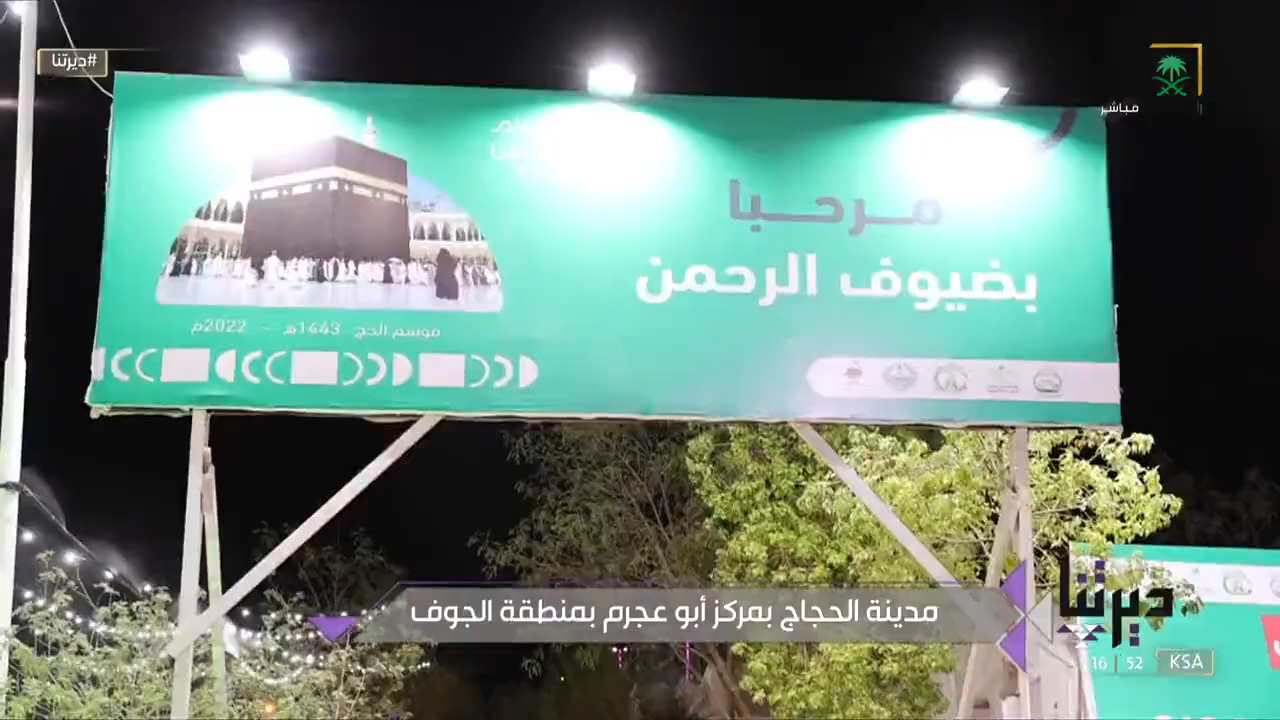 #ديرتنا
مباشر
مرحبا
بضيوف الرحمن
موسم الحج 1443هـ - 2022م
مدينة الحجاج بمركز أبو عجرم بمنطقة الجوف
ديرتنا
16 | 52 KSA